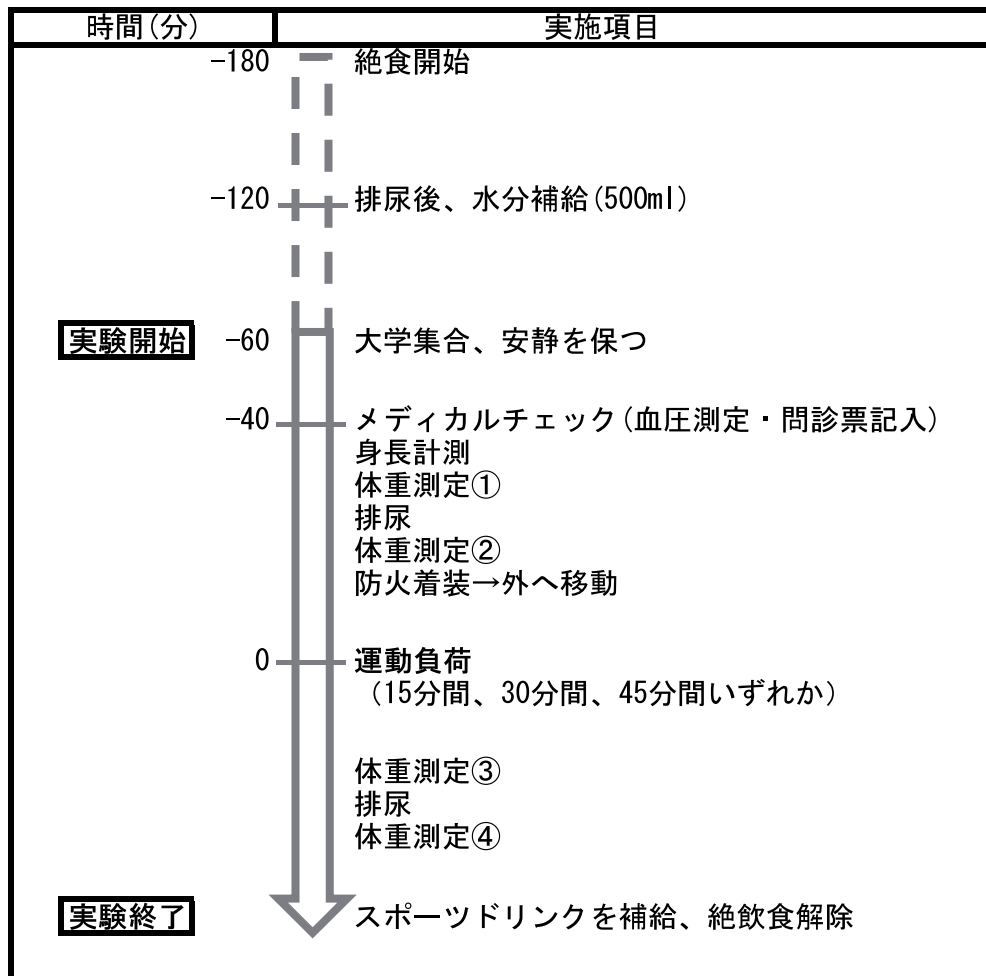 時間(分) 実施項目
-180 絶食開始
-120 排尿後、水分補給(500ml)
実験開始 -60 大学集合、安静を保つ
-40 メディカルチェック(血圧測定・問診票記入)
身長計測
体重測定①
排尿
体重測定②
防火着装→外へ移動
0 運動負荷
(15分間、30分間、45分間いずれか)
体重測定③
排尿
体重測定④
実験終了 スポーツドリンクを補給、絶飲食解除